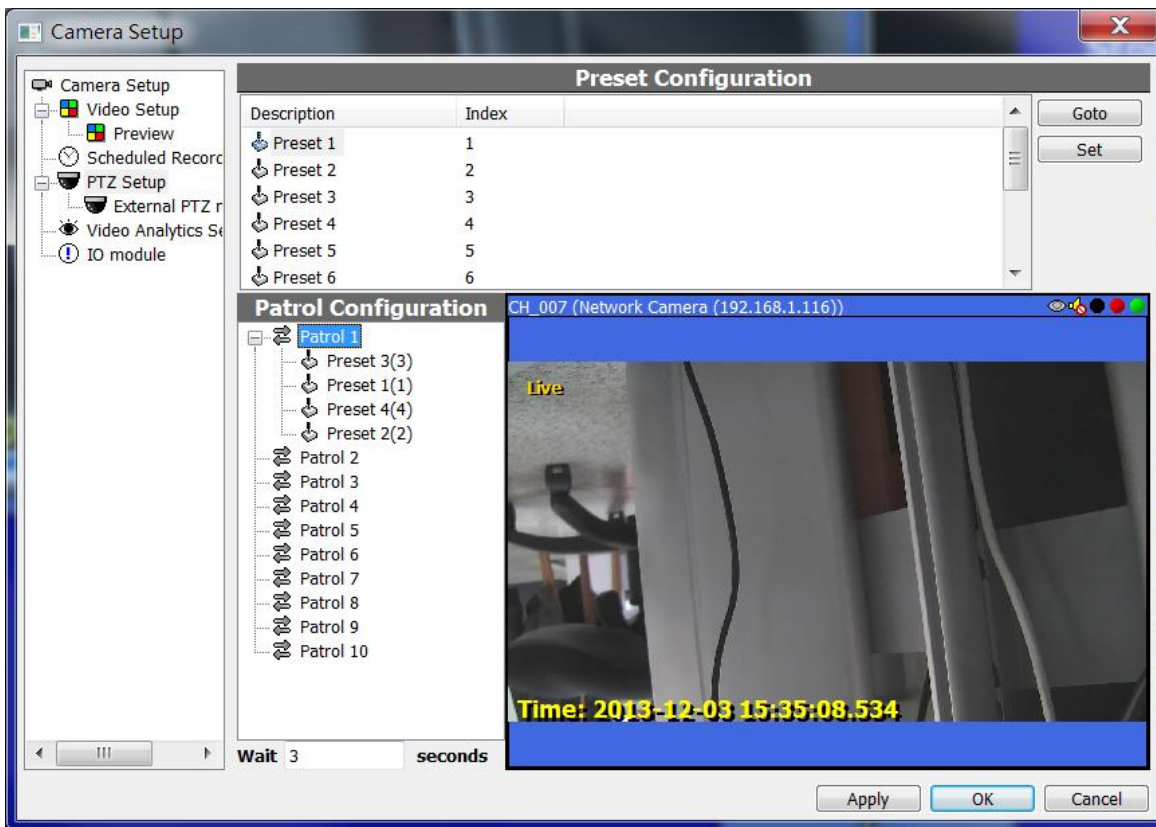 Camera Setup
Camera Setup
Video Setup
Preview
Scheduled Record
PTZ Setup
External PTZ r
Video Analytics Se
IO module
Preset Configuration
Description Index
Preset 1 1
Preset 2 2
Preset 3 3
Preset 4 4
Preset 5 5
Preset 6 6
Goto
Set
Patrol Configuration
Patrol 1
Preset 3(3)
Preset 1(1)
Preset 4(4)
Preset 2(2)
Patrol 2
Patrol 3
Patrol 4
Patrol 5
Patrol 6
Patrol 7
Patrol 8
Patrol 9
Patrol 10
Wait 3 seconds
CH_007 (Network Camera (192.168.1.116))
Live
Time: 2013-12-03 15:35:08.534
Apply OK Cancel